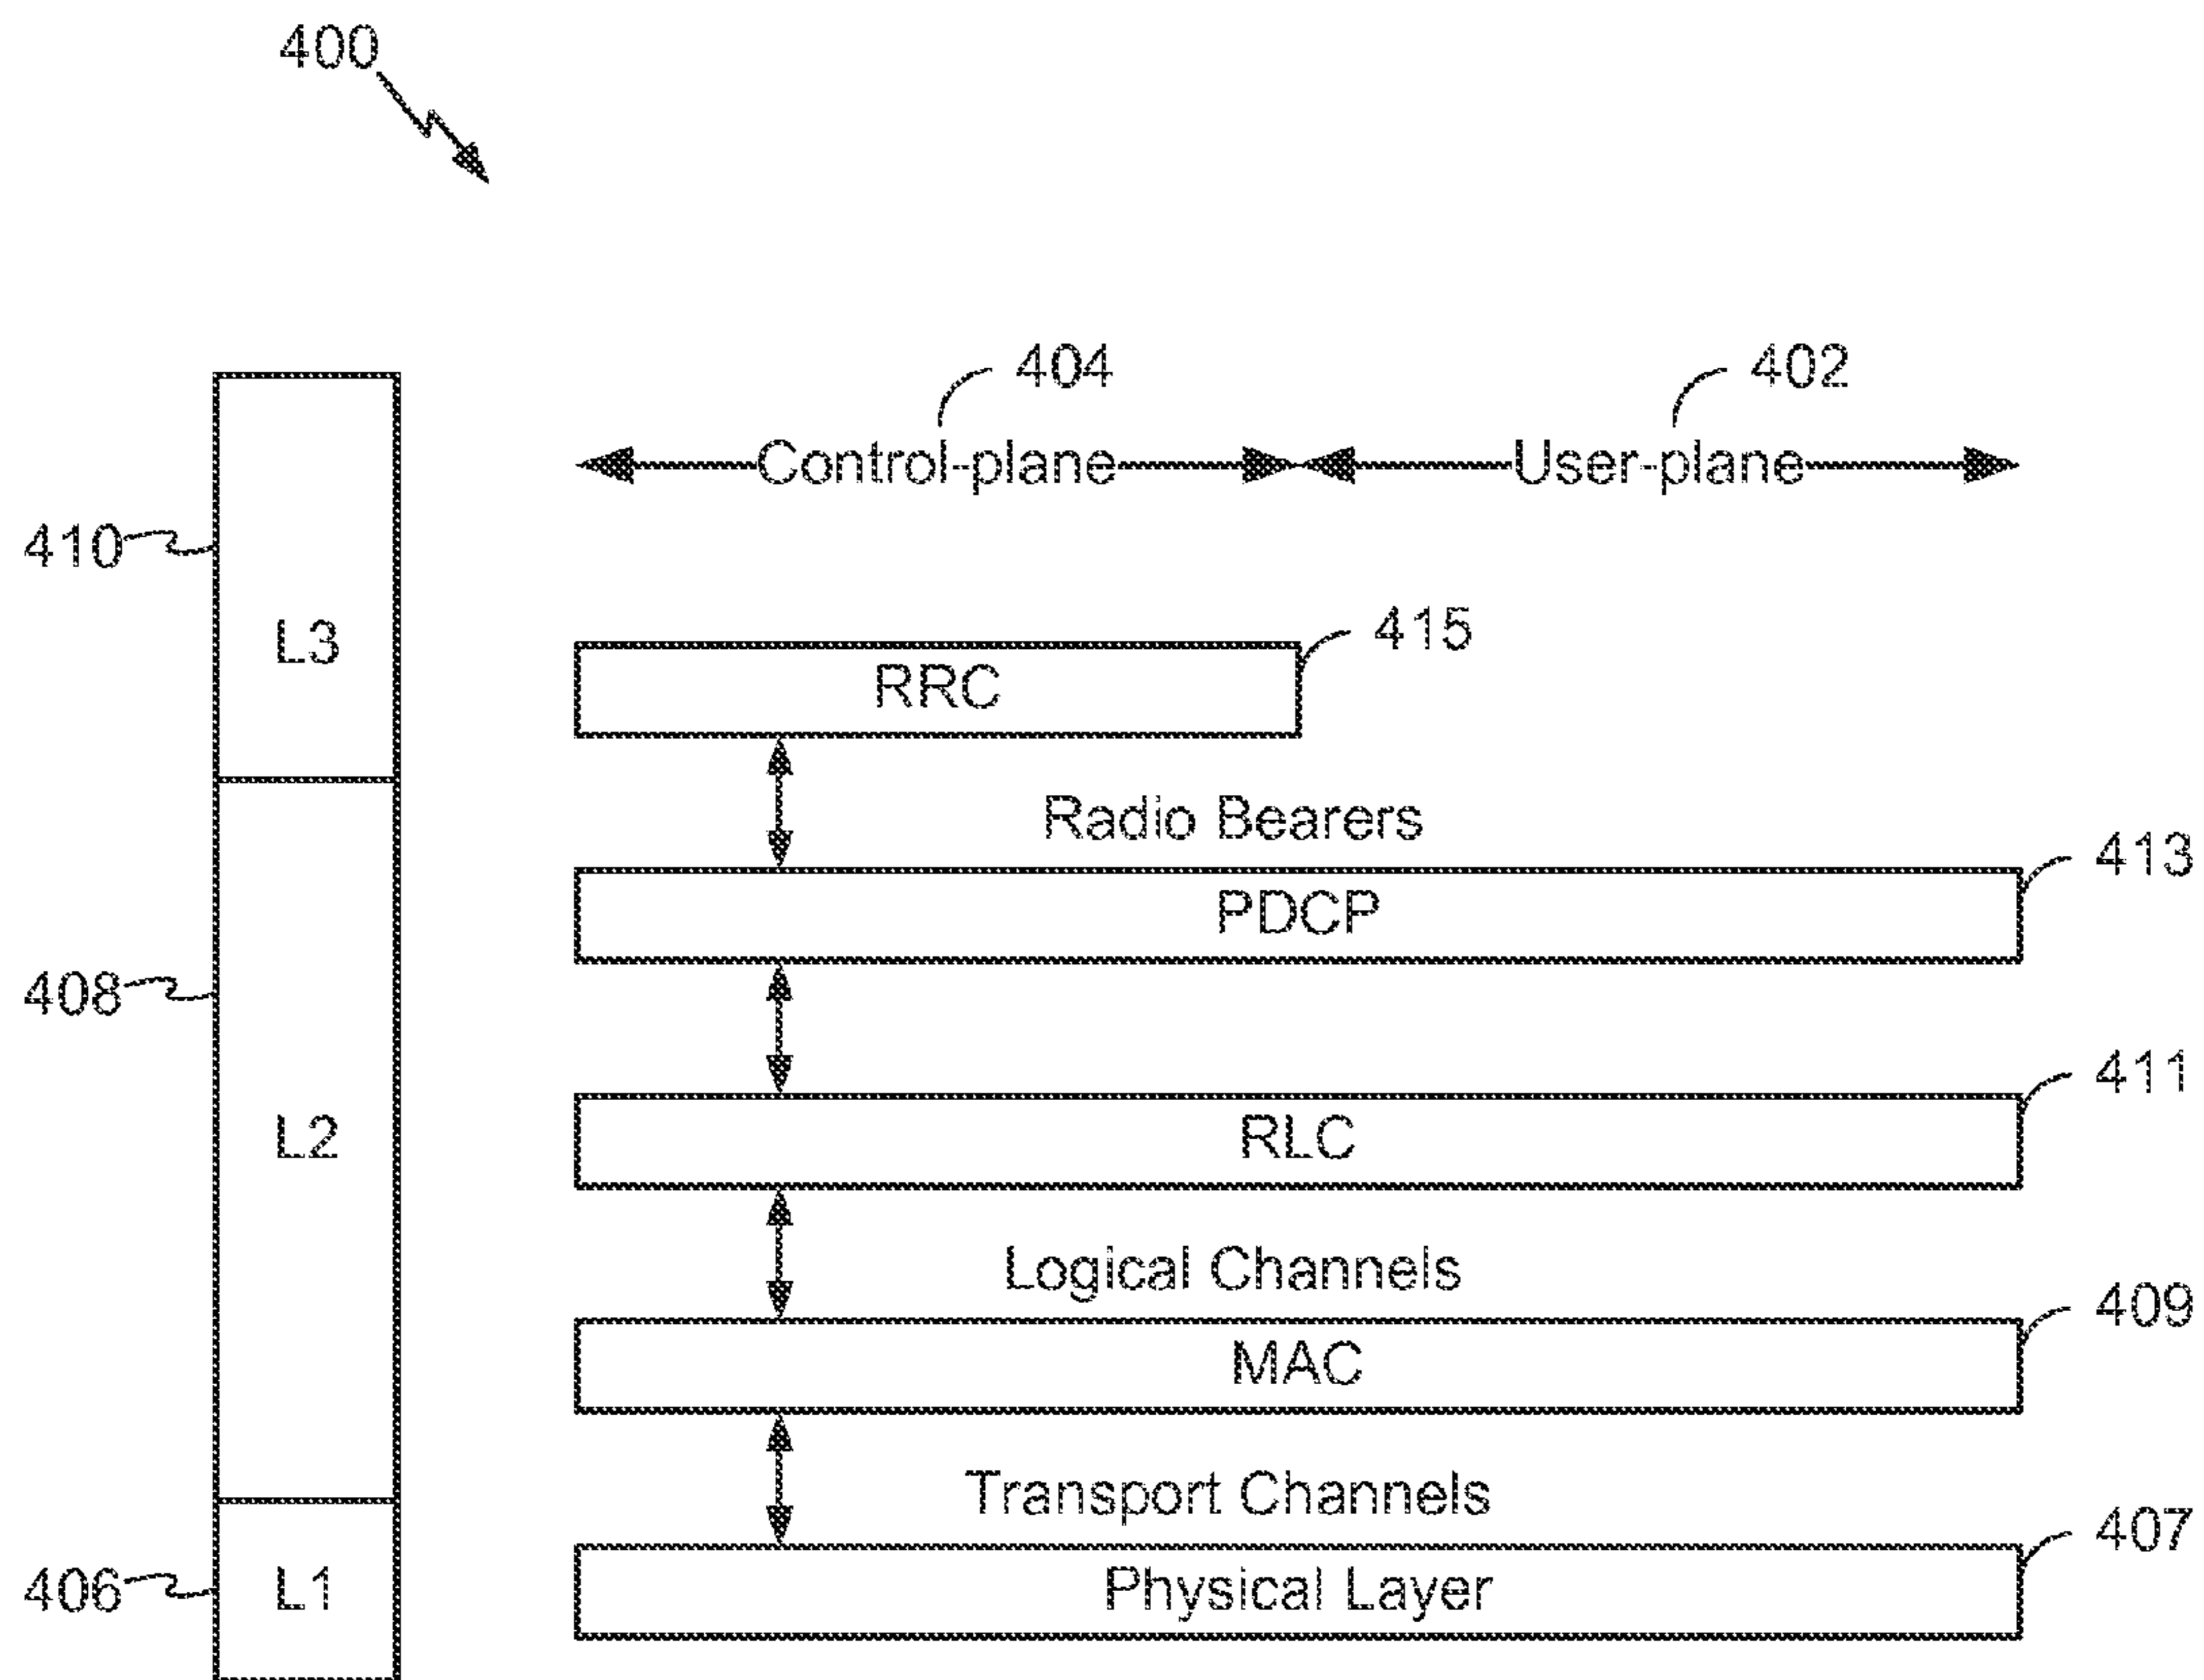 400
404
402
Control-plane
User-plane
410
L3
415
RRC
Radio Bearers
413
PDCP
408
411
L2
RLC
Logical Channels
409
MAC
Transport Channels
407
406
L1
Physical Layer